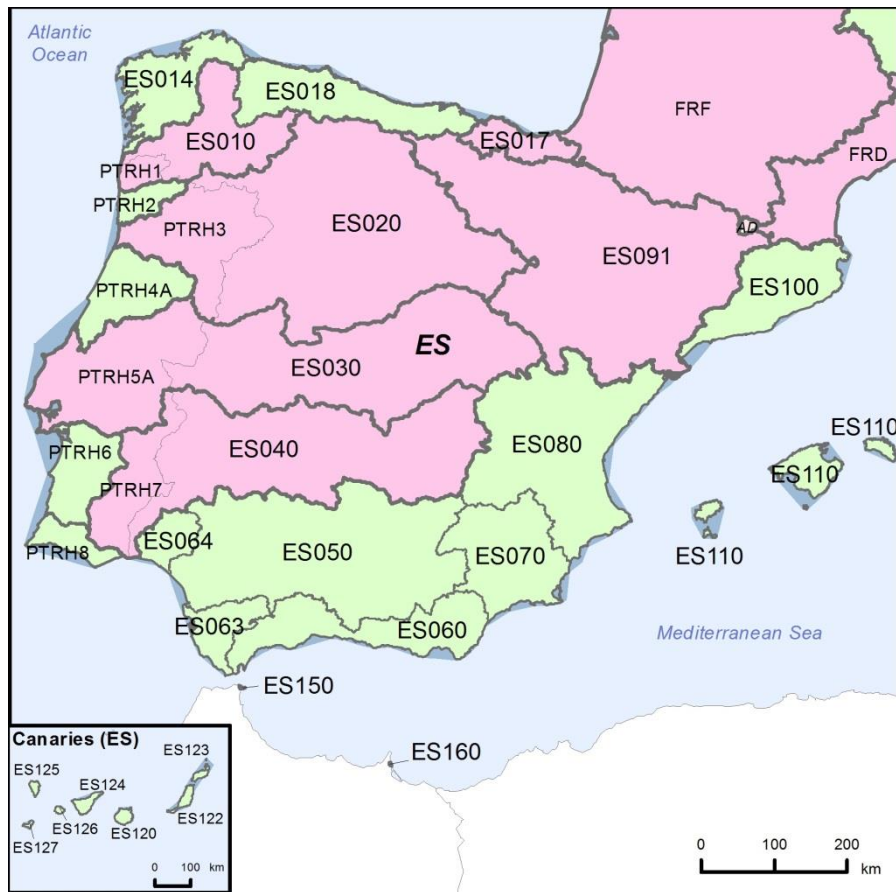 Atlantic
Ocean
ES014
ES018
ES010
ES017
FRF
FRD
PTRH1
PTRH2
PTRH3
ES020
AD
ES091
ES100
PTRH4A
ES
PTRH5A
ES030
PTRH6
ES040
ES080
ES110
ES110
PTRH7
ES064
ES050
ES070
ES110
PTRH8
ES063
ES060
Mediterranean Sea
ES150
ES160
Canaries (ES)
ES123
ES125
ES124
ES122
ES126
ES120
ES127
0 100
km
0 100 200
km